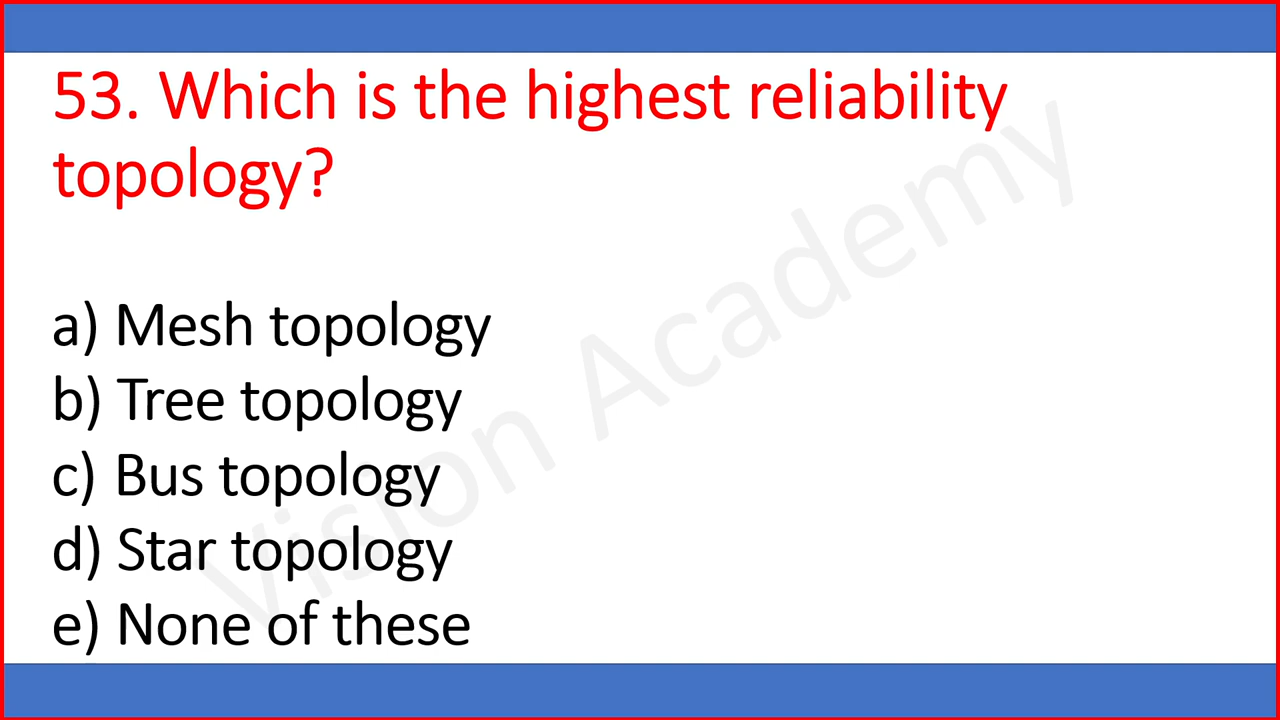 53. Which is the highest reliability
topology?
a) Mesh topology
b) Tree topology
c) Bus topology
d) Star topology
e) None of these
Vision Academy